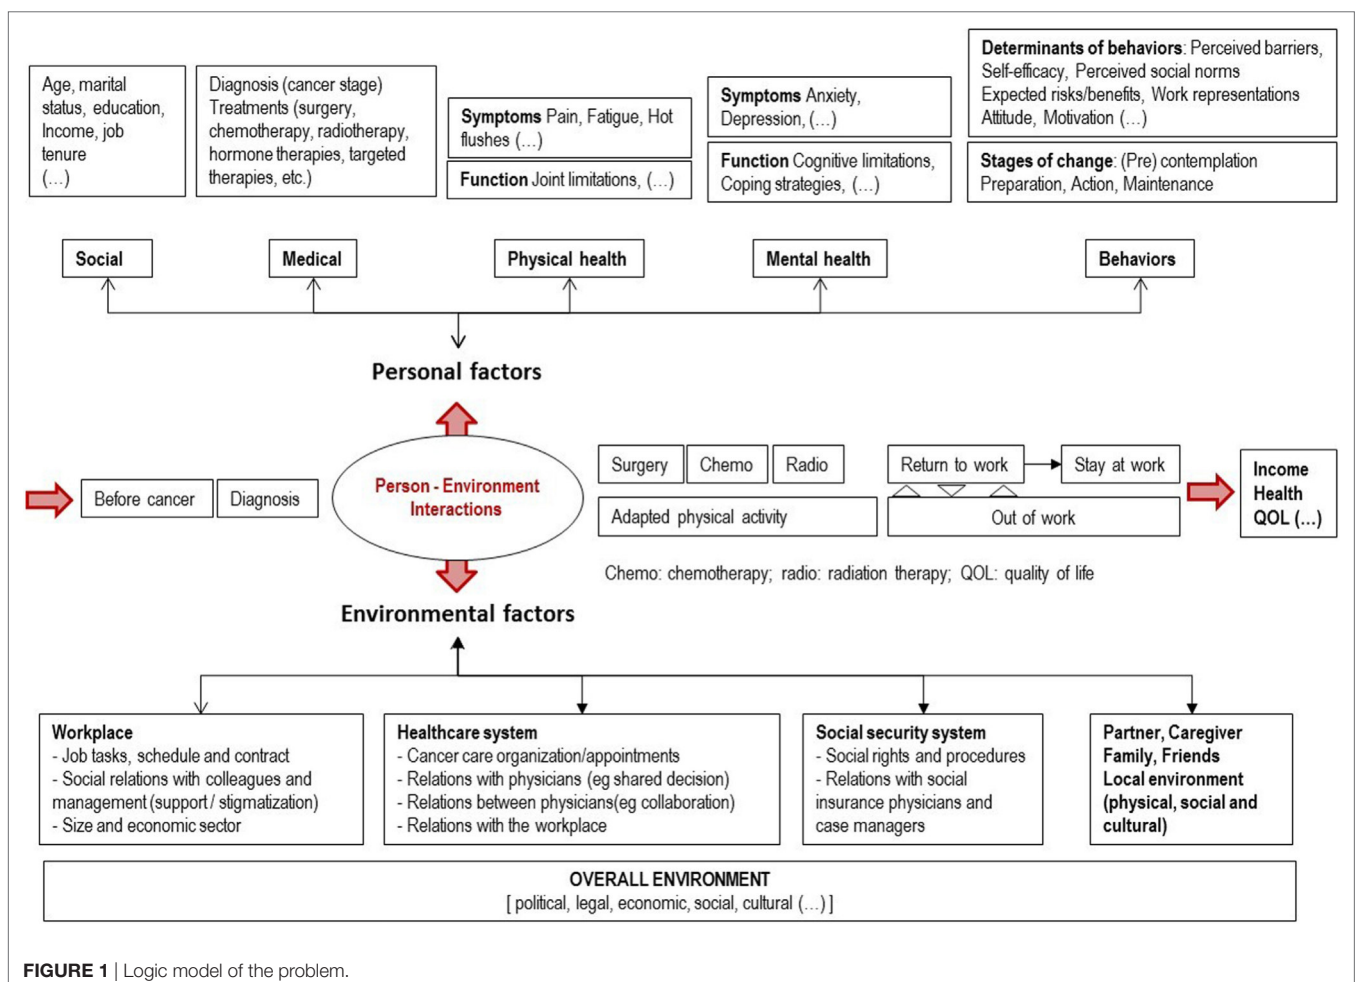 Age, marital
status, education,
Income, job
tenure
(…)
Diagnosis (cancer stage)
Treatments (surgery,
chemotherapy, radiotherapy,
hormone therapies, targeted
therapies, etc.)
Symptoms Pain, Fatigue, Hot
flushes (…)
Function Joint limitations, (…)
Symptoms Anxiety,
Depression, (…)
Function Cognitive limitations,
Coping strategies, (…)
Determinants of behaviors: Perceived barriers,
Self-efficacy, Perceived social norms
Expected risks/benefits, Work representations
Attitude, Motivation (…)
Stages of change: (Pre) contemplation
Preparation, Action, Maintenance
Social
Medical
Physical health
Mental health
Behaviors
Personal factors
Before cancer
Diagnosis
Person - Environment
Interactions
Surgery
Chemo
Radio
Adapted physical activity
Return to work
Stay at work
Out of work
Income
Health
QOL (…)
Chemo: chemotherapy; radio: radiation therapy; QOL: quality of life
Environmental factors
Workplace
- Job tasks, schedule and contract
- Social relations with colleagues and
management (support / stigmatization)
- Size and economic sector
Healthcare system
- Cancer care organization/appointments
- Relations with physicians (eg shared decision)
- Relations between physicians(eg collaboration)
- Relations with the workplace
Social security system
- Social rights and procedures
- Relations with social
insurance physicians and
case managers
Partner, Caregiver
Family, Friends
Local environment
(physical, social and
cultural)
OVERALL ENVIRONMENT
[ political, legal, economic, social, cultural (…) ]
FIGURE 1 | Logic model of the problem.